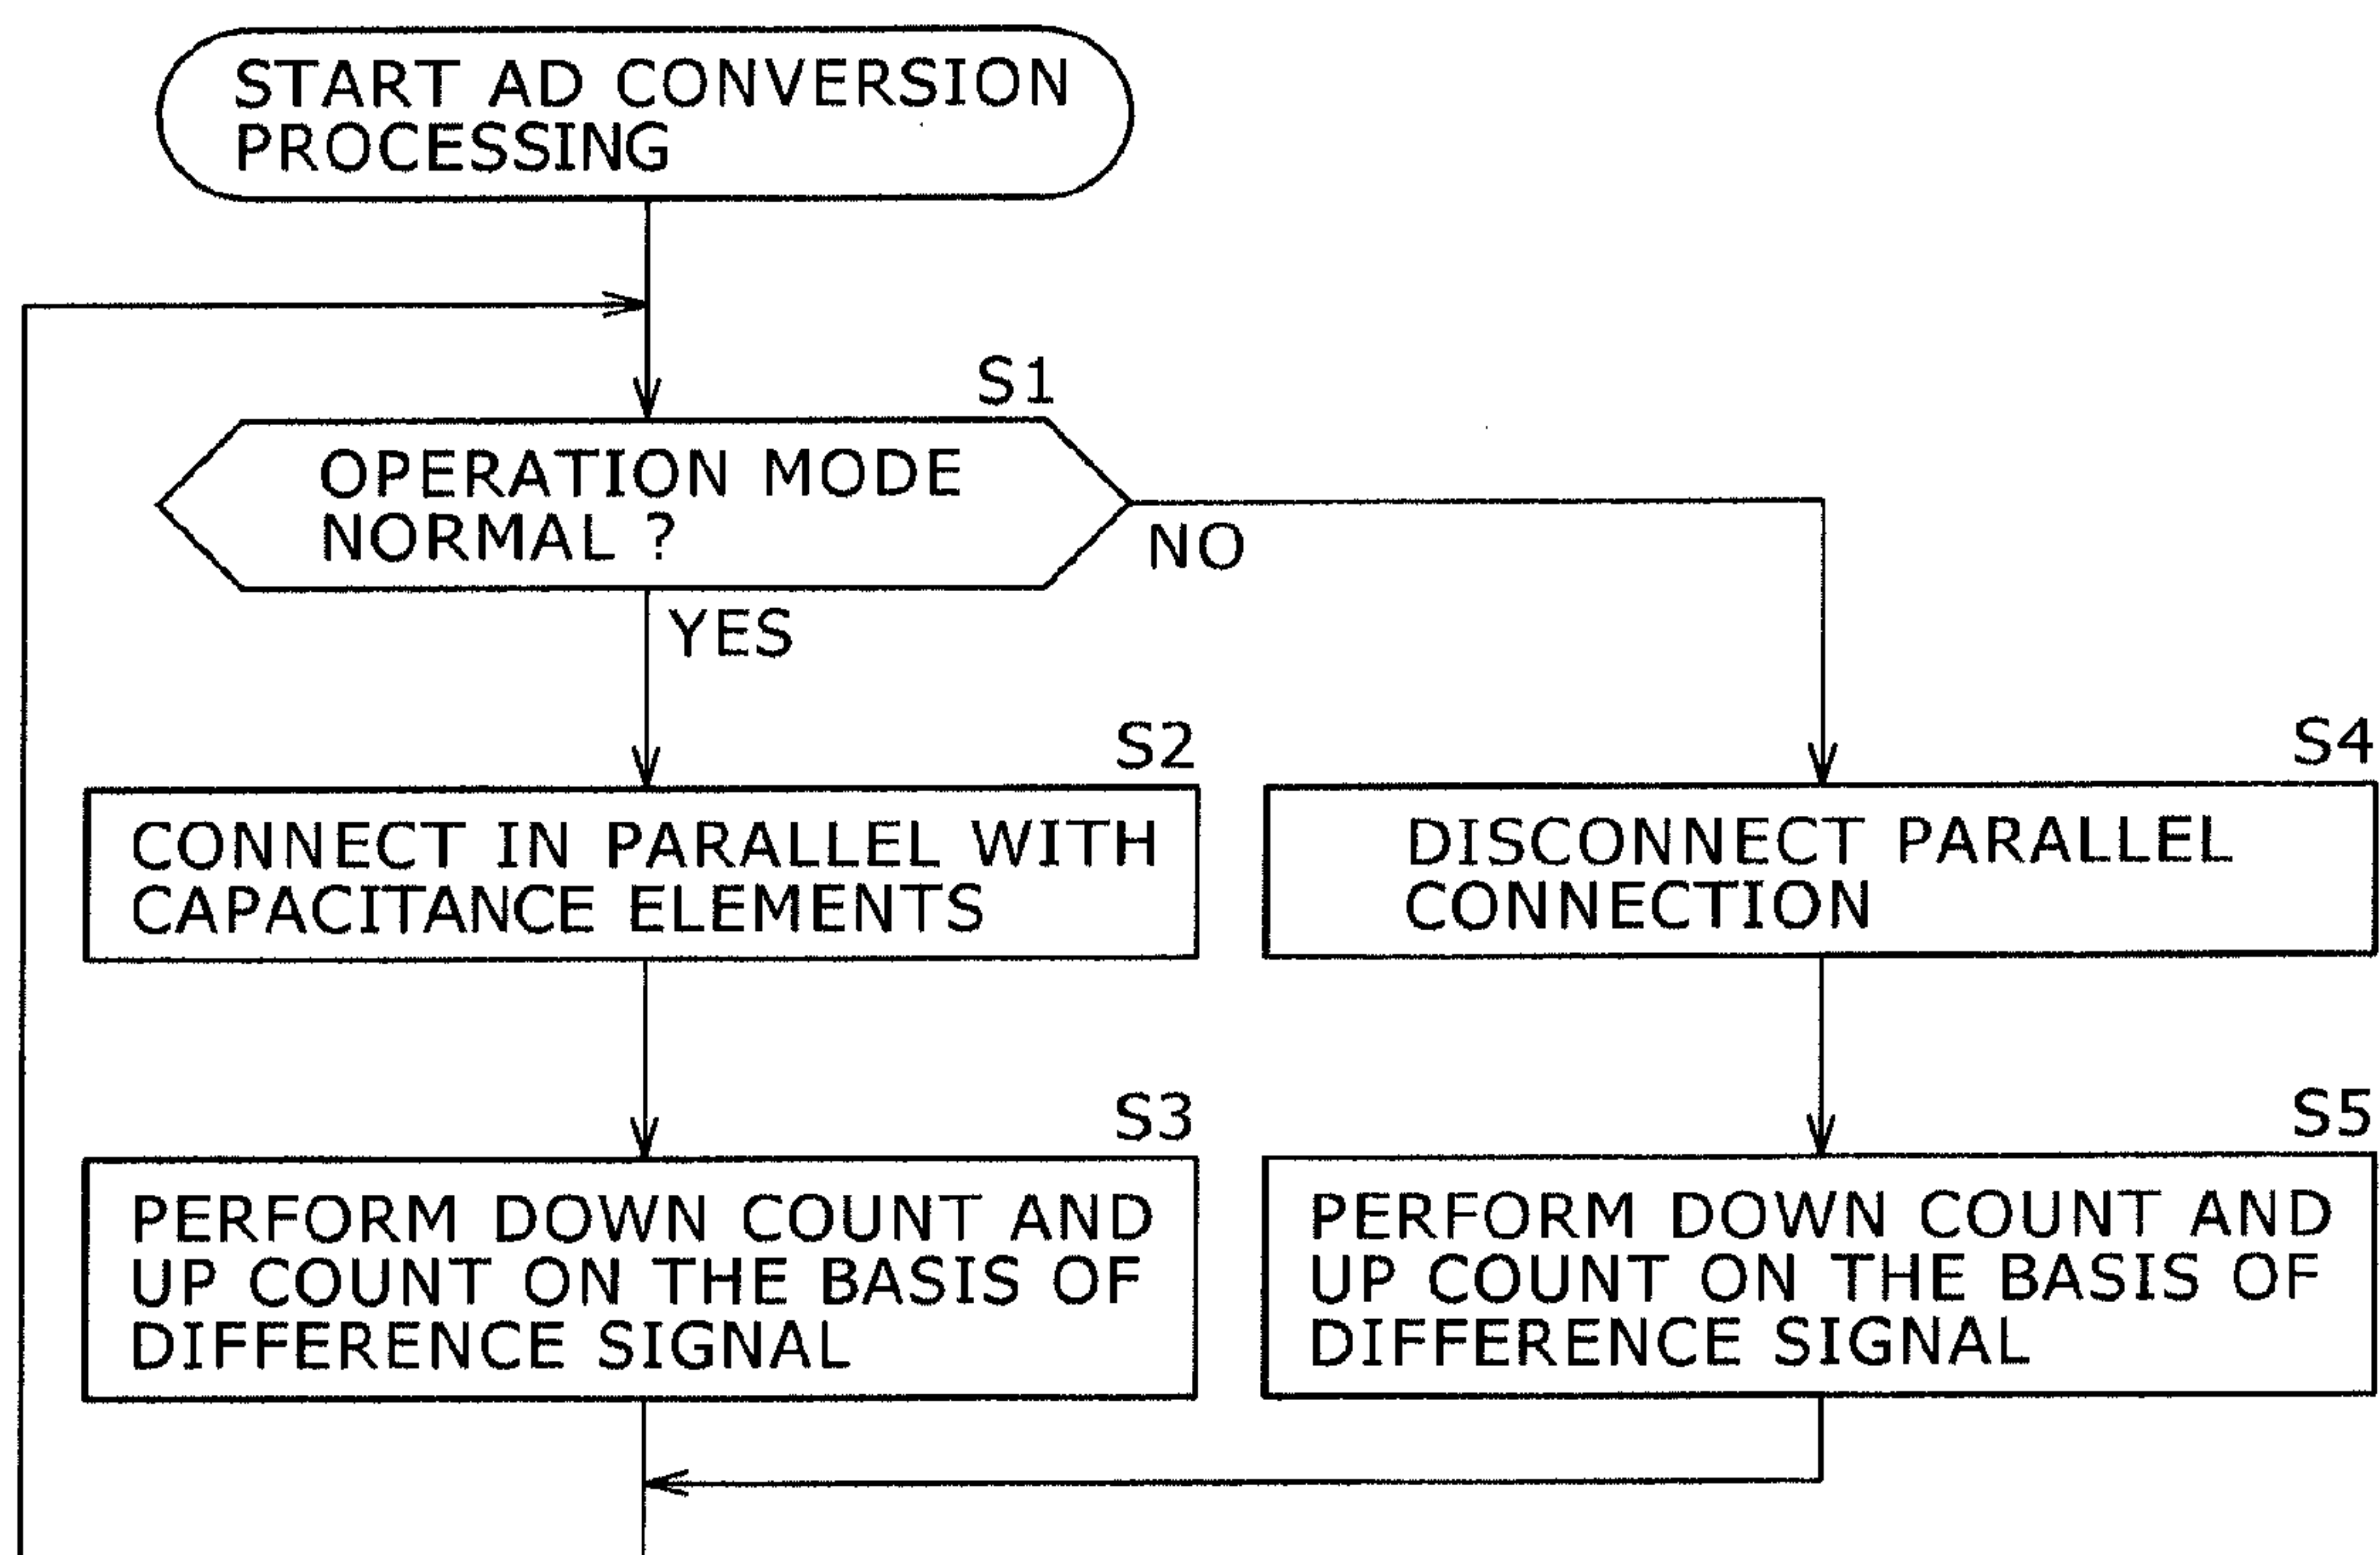 START AD CONVERSION
PROCESSING
S1
OPERATION MODE
NORMAL ?
NO
YES
S2
CONNECT IN PARALLEL WITH
CAPACITANCE ELEMENTS
S4
DISCONNECT PARALLEL
CONNECTION
S3
PERFORM DOWN COUNT AND
UP COUNT ON THE BASIS OF
DIFFERENCE SIGNAL
S5
PERFORM DOWN COUNT AND
UP COUNT ON THE BASIS OF
DIFFERENCE SIGNAL